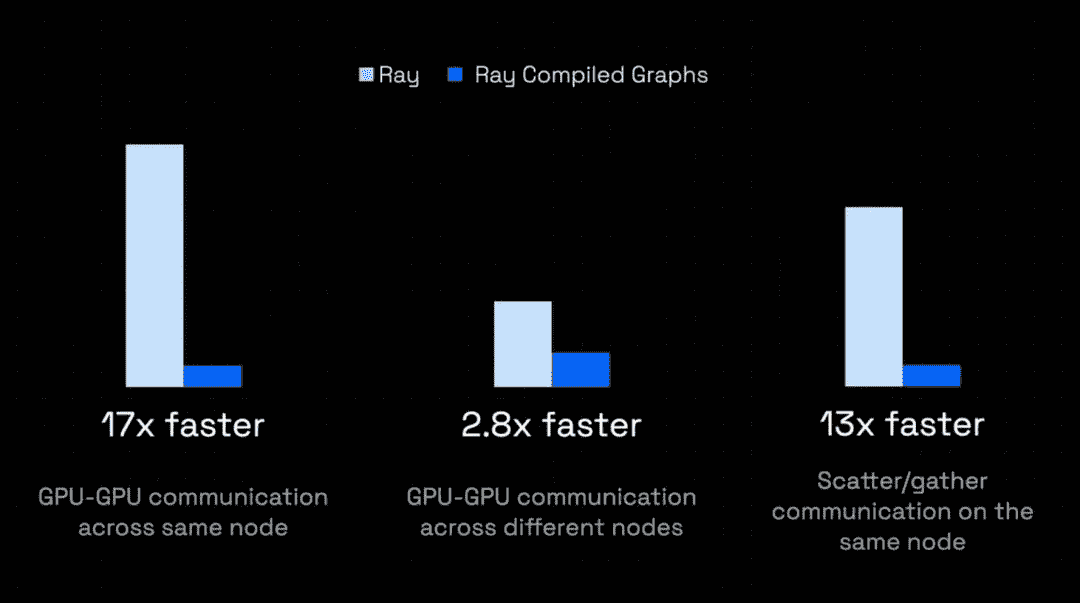 Ray
Ray Compiled Graphs
17x faster
GPU-GPU communication
across same node
2.8x faster
GPU-GPU communication
across different nodes
13x faster
Scatter/gather
communication on the
same node